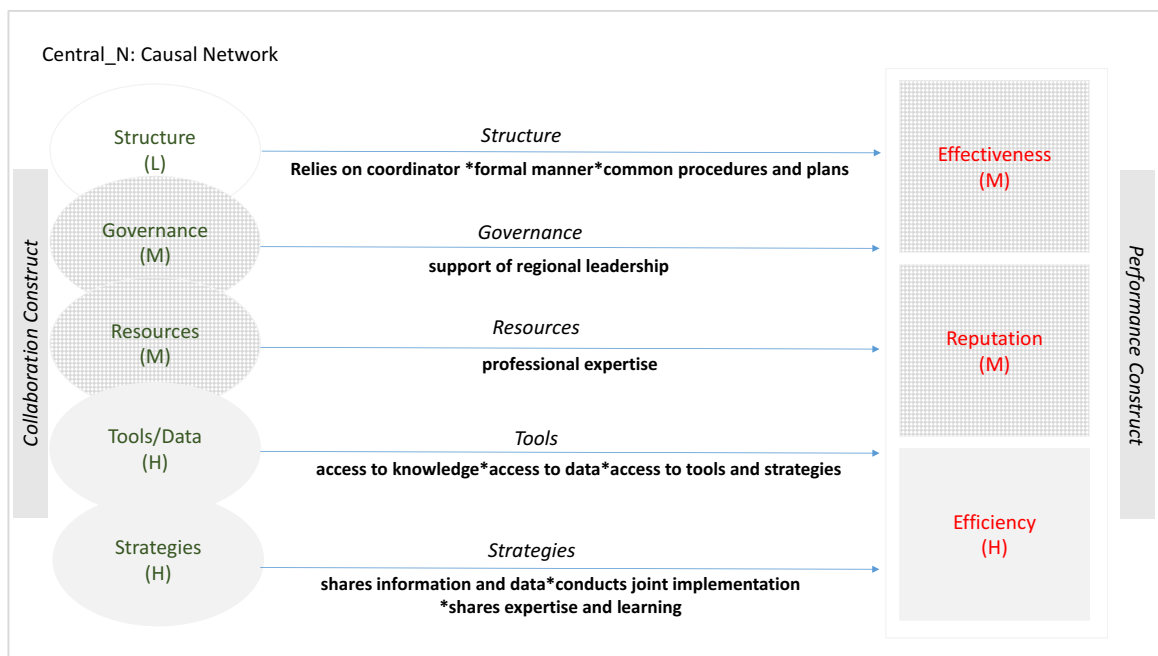 Central_N: Causal Network
Collaboration Construct
Structure
(L)
Governance
(M)
Resources
(M)
Tools/Data
(H)
Strategies
(H)
Structure
Relies on coordinator *formal manner*common procedures and plans
Governance
support of regional leadership
Resources
professional expertise
Tools
access to knowledge*access to data*access to tools and strategies
Strategies
shares information and data*conducts joint implementation
*shares expertise and learning
Effectiveness
(M)
Reputation
(M)
Efficiency
(H)
Performance Construct